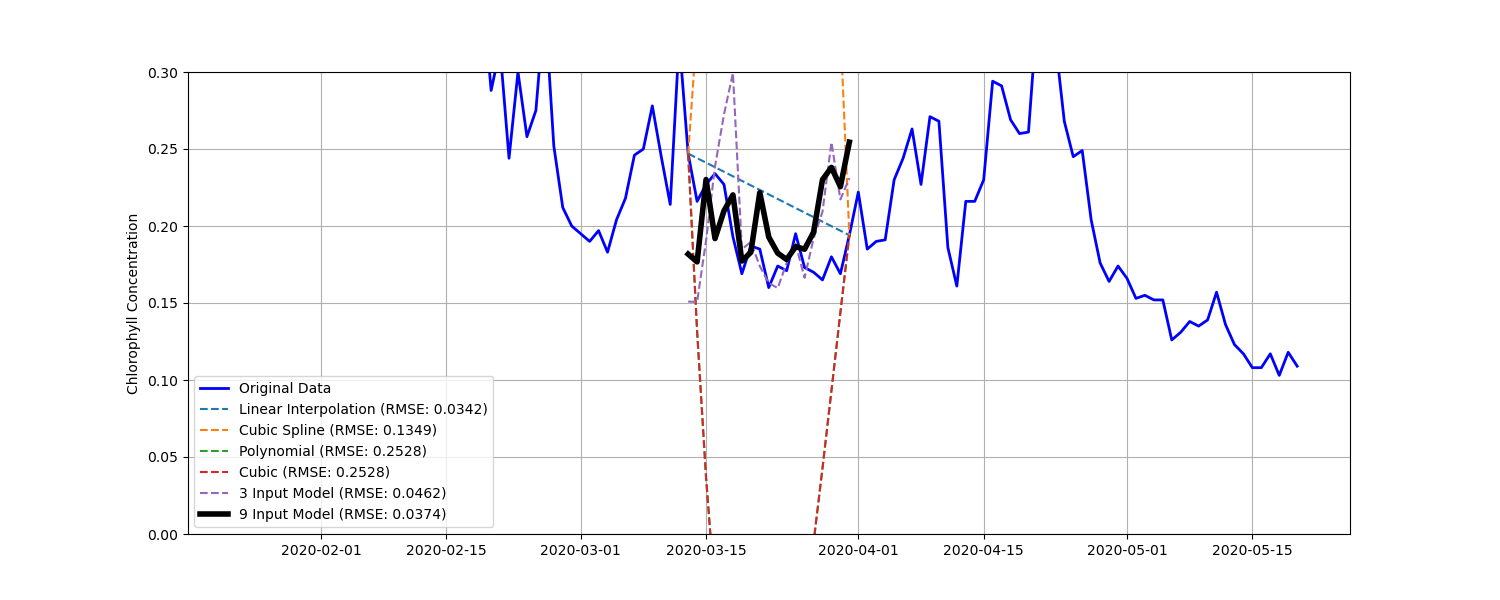 0.30
0.25
0.20
0.15
0.10
0.05
0.00
Chlorophyll Concentration
Original Data
Linear Interpolation (RMSE: 0.0342)
Cubic Spline (RMSE: 0.1349)
Polynomial (RMSE: 0.2528)
Cubic (RMSE: 0.2528)
3 Input Model (RMSE: 0.0462)
9 Input Model (RMSE: 0.0374)
2020-02-01 2020-02-15 2020-03-01 2020-03-15 2020-04-01 2020-04-15 2020-05-01 2020-05-15